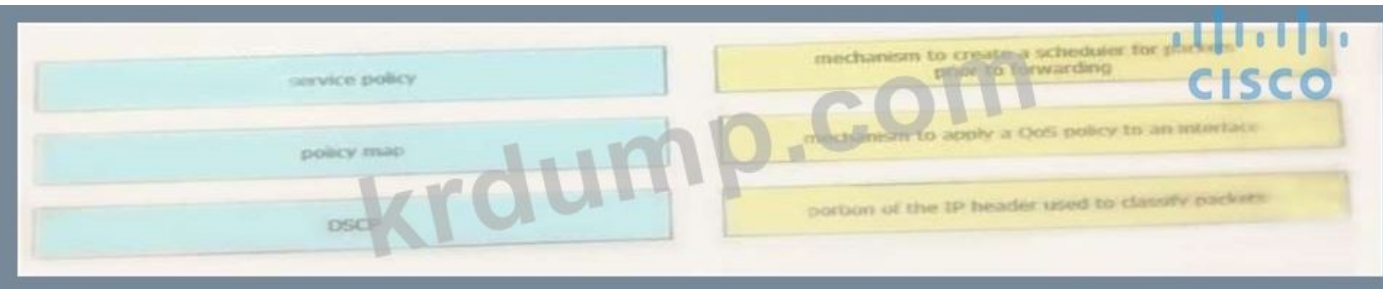 service policy
mechanism to create a scheduler for packets
prior to forwarding
CISCO
policy map
mechanism to apply a QoS policy to an interface
DSCP
portion of the IP header used to classify packets
krdump.com